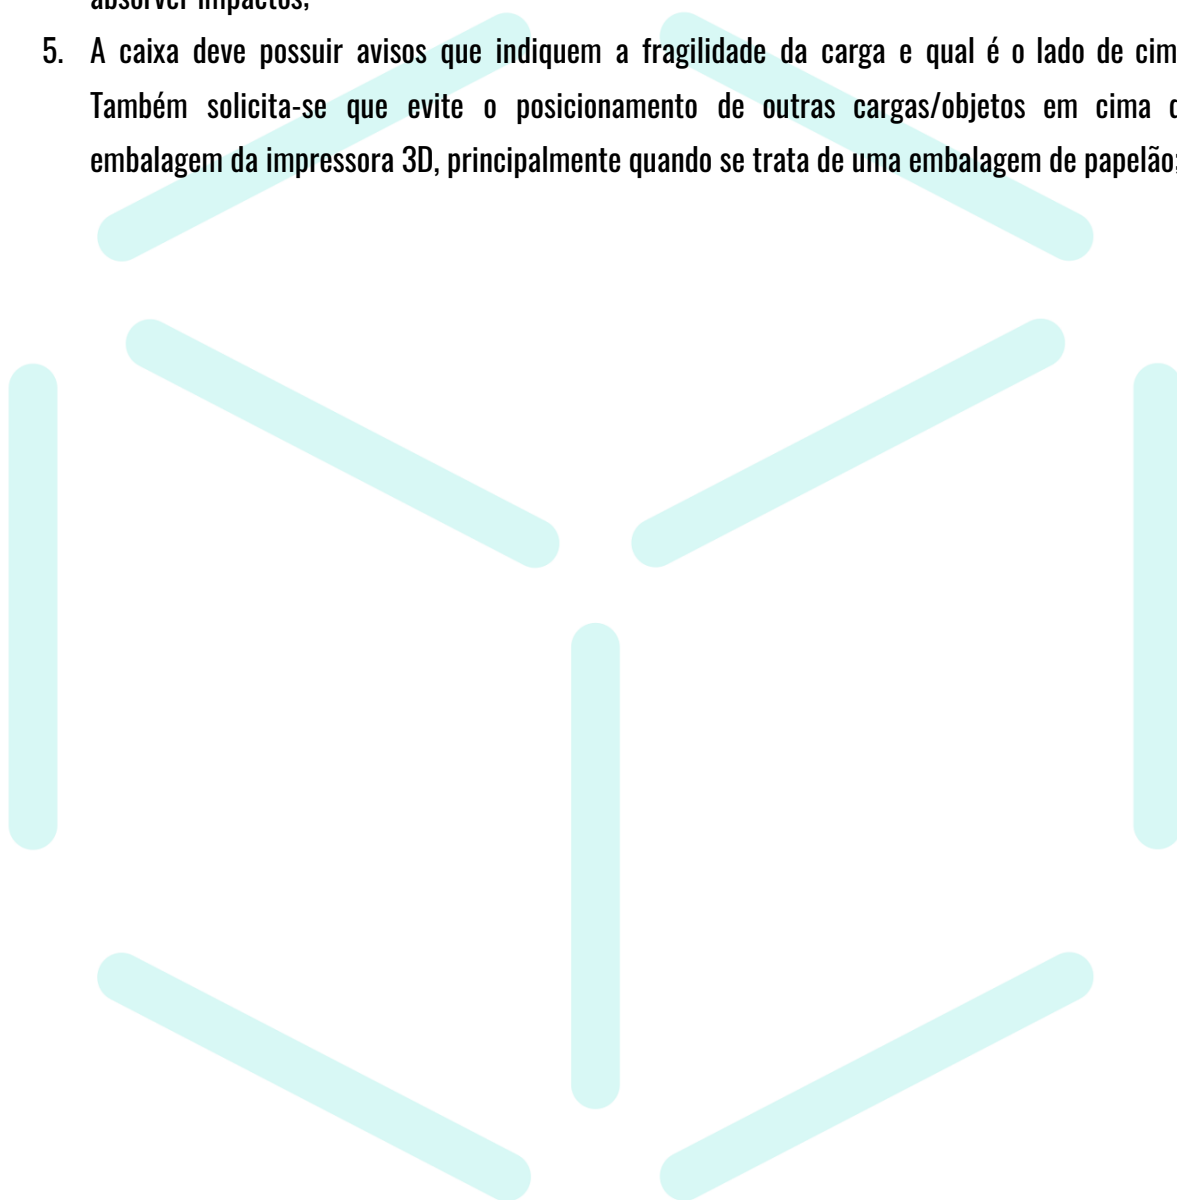 absorver impactos;
5. A caixa deve possuir avisos que indiquem a fragilidade da carga e qual é o lado de cim
Também solicita-se que evite o posicionamento de outras cargas/objetos em cima d
embalagem da impressora 3D, principalmente quando se trata de uma embalagem de papelão;